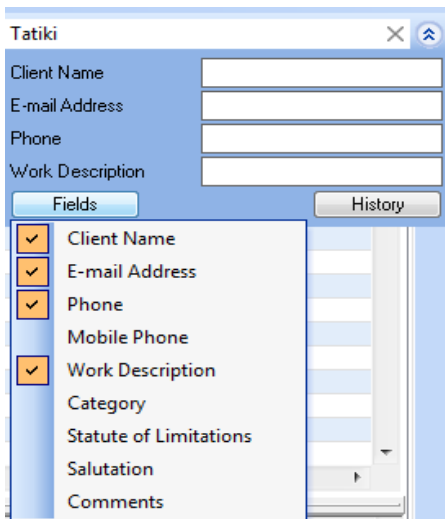 Tatiki
Client Name
E-mail Address
Phone
Work Description
Fields History
Client Name
E-mail Address
Phone
Mobile Phone
Work Description
Category
Statute of Limitations
Salutation
Comments